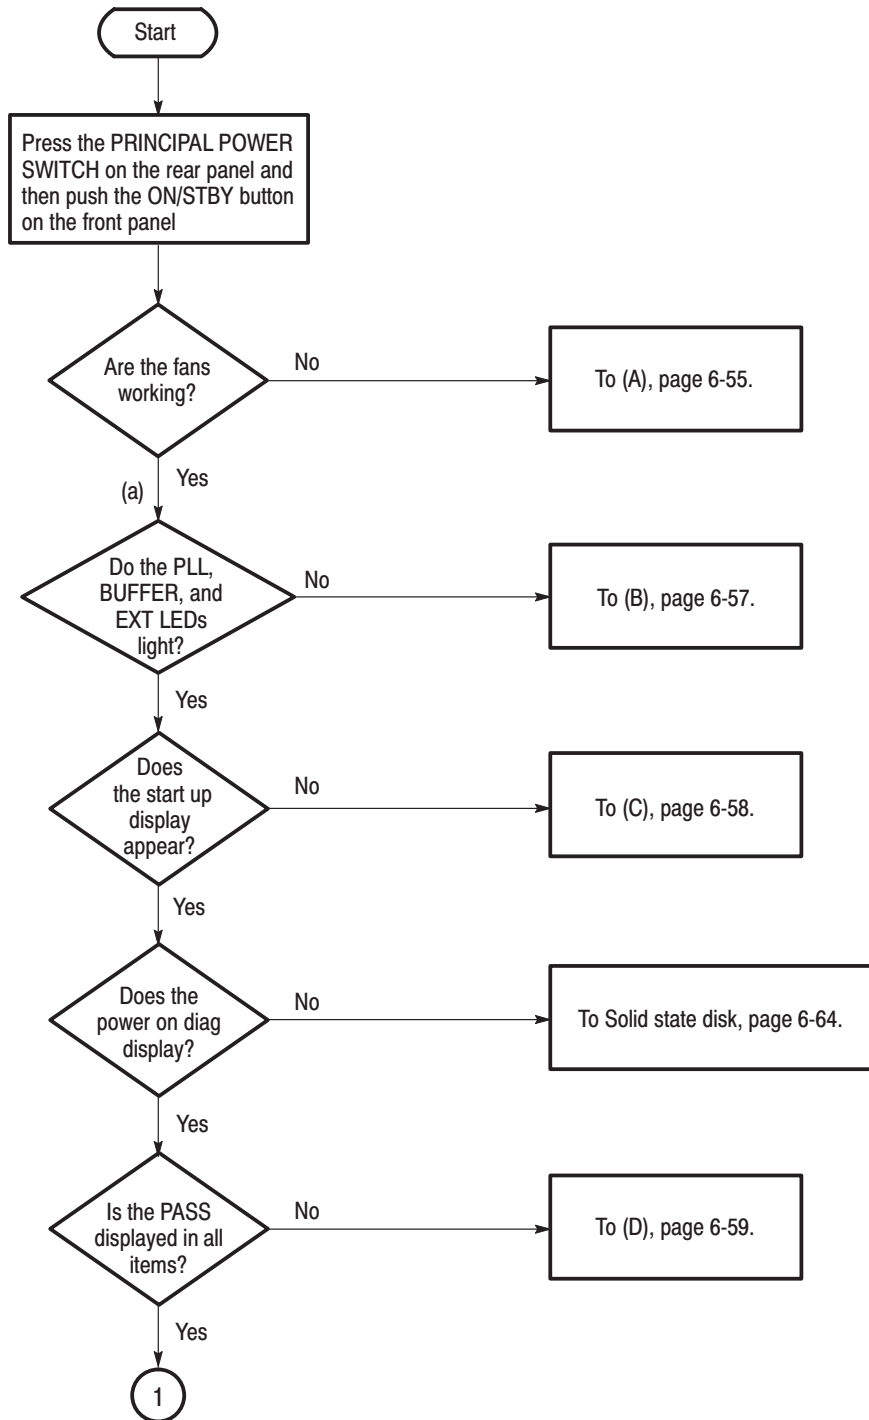 Start
Press the PRINCIPAL POWER
SWITCH on the rear panel and
then push the ON/STBY button
on the front panel
Are the fans
working?
No
To (A), page 6-55.
Yes
(a)
Do the PLL,
BUFFER, and
EXT LEDs
light?
No
To (B), page 6-57.
Yes
Does
the start up
display
appear?
No
To (C), page 6-58.
Yes
Does the
power on diag
display?
No
To Solid state disk, page 6-64.
Yes
Is the PASS
displayed in all
items?
No
To (D), page 6-59.
Yes
1